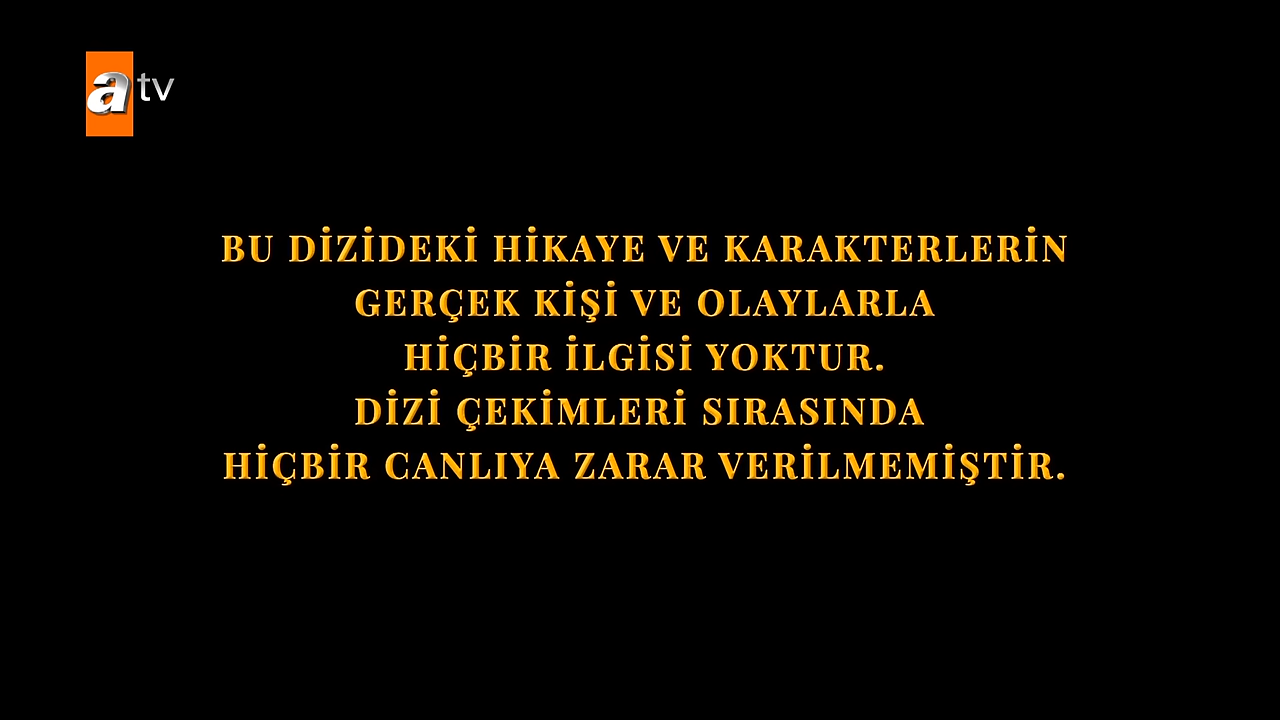 atv
BU DİZİDEKİ HİKAYE VE KARAKTERLERİN
GERÇEK KİŞİ VE OLAYLARLA
HİÇBİR İLGİSİ YOKTUR.
DİZİ ÇEKİMLERİ SIRASINDA
HİÇBİR CANLIYA ZARAR VERİLMEMİŞTİR.